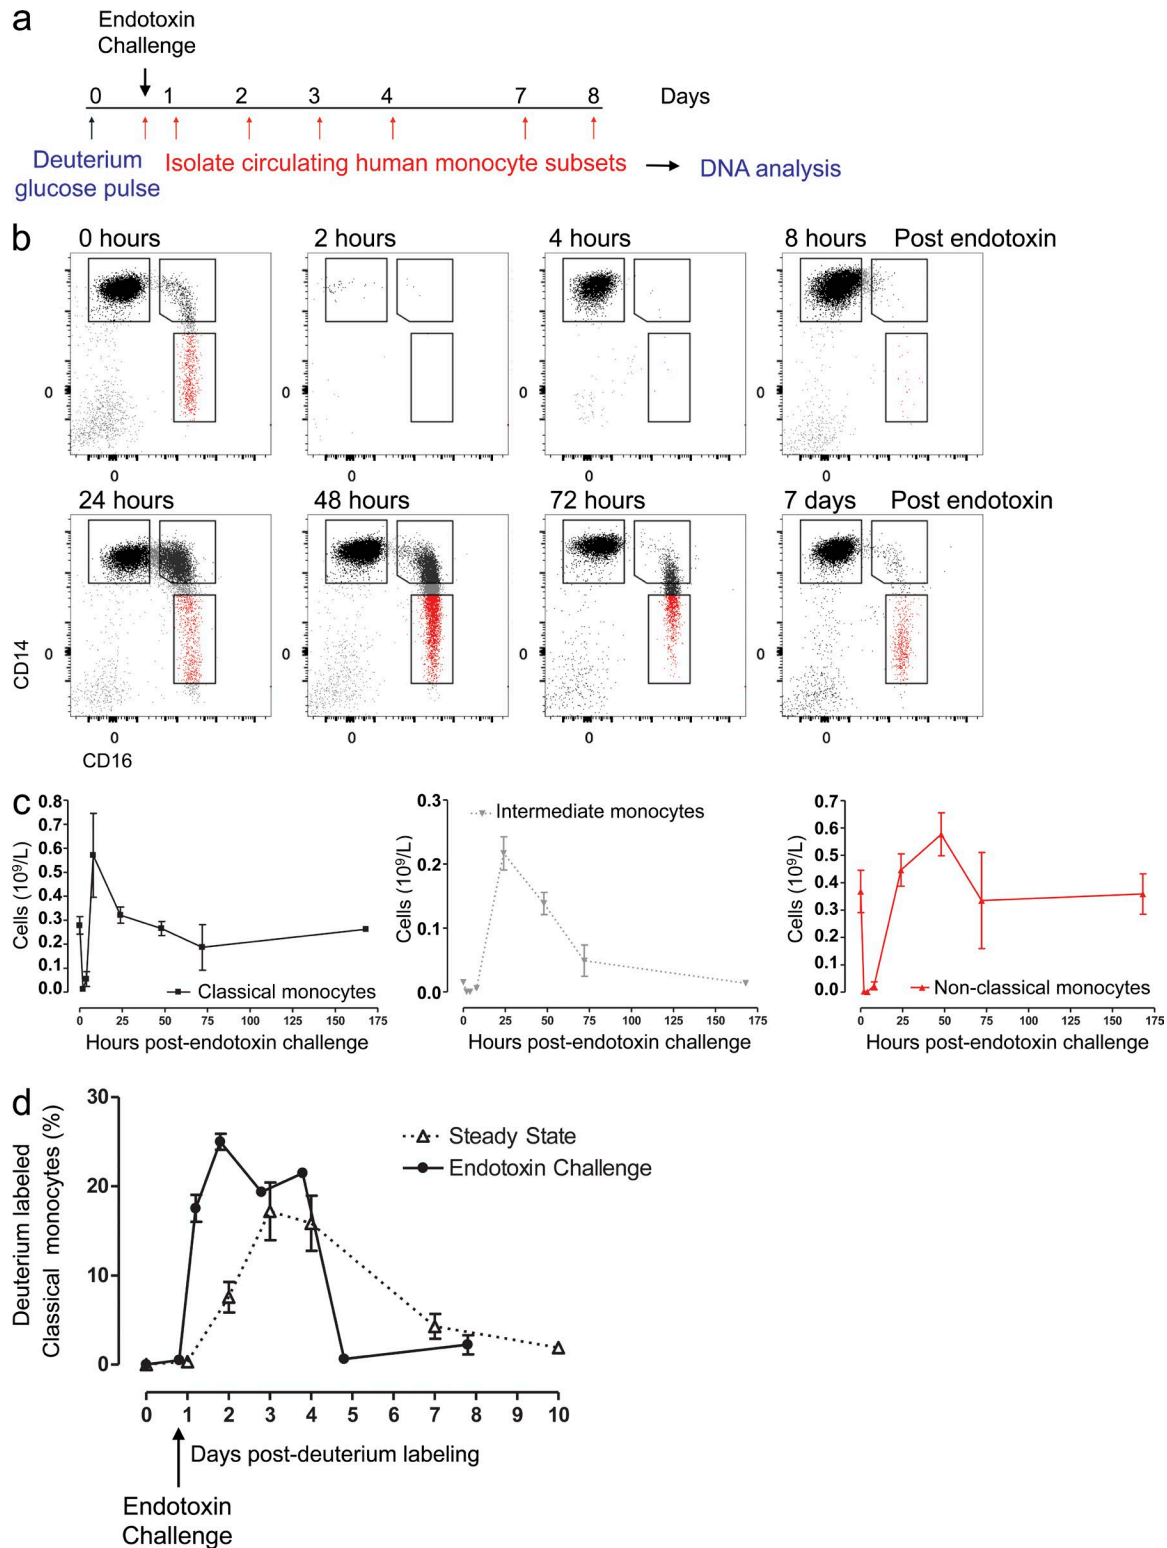 a
Endotoxin
Challenge
0 1 2 3 4 7 8 Days
Deuterium
glucose pulse
Isolate circulating human monocyte subsets
DNA analysis
b
0 hours 2 hours 4 hours 8 hours Post endotoxin
0 0 0 0
0 0 0 0
24 hours 48 hours 72 hours 7 days Post endotoxin
0 0 0 0
0 0 0 0
CD14
CD16
c
Cells (10⁹/L)
0.8
0.7
0.6
0.5
0.4
0.3
0.2
0.1
0.0
Classical monocytes
0 25 50 75 100 125 150 175
Hours post-endotoxin challenge
Cells (10⁹/L)
0.3
0.2
0.1
0.0
Intermediate monocytes
0 25 50 75 100 125 150 175
Hours post-endotoxin challenge
Cells (10⁹/L)
0.7
0.6
0.5
0.4
0.3
0.2
0.1
0.0
Non-classical monocytes
0 25 50 75 100 125 150 175
Hours post-endotoxin challenge
d
Deuterium labeled
Classical monocytes (%)
30
20
10
0
Steady State
Endotoxin Challenge
0 1 2 3 4 5 6 7 8 9 10
Days post-deuterium labeling
Endotoxin
Challenge